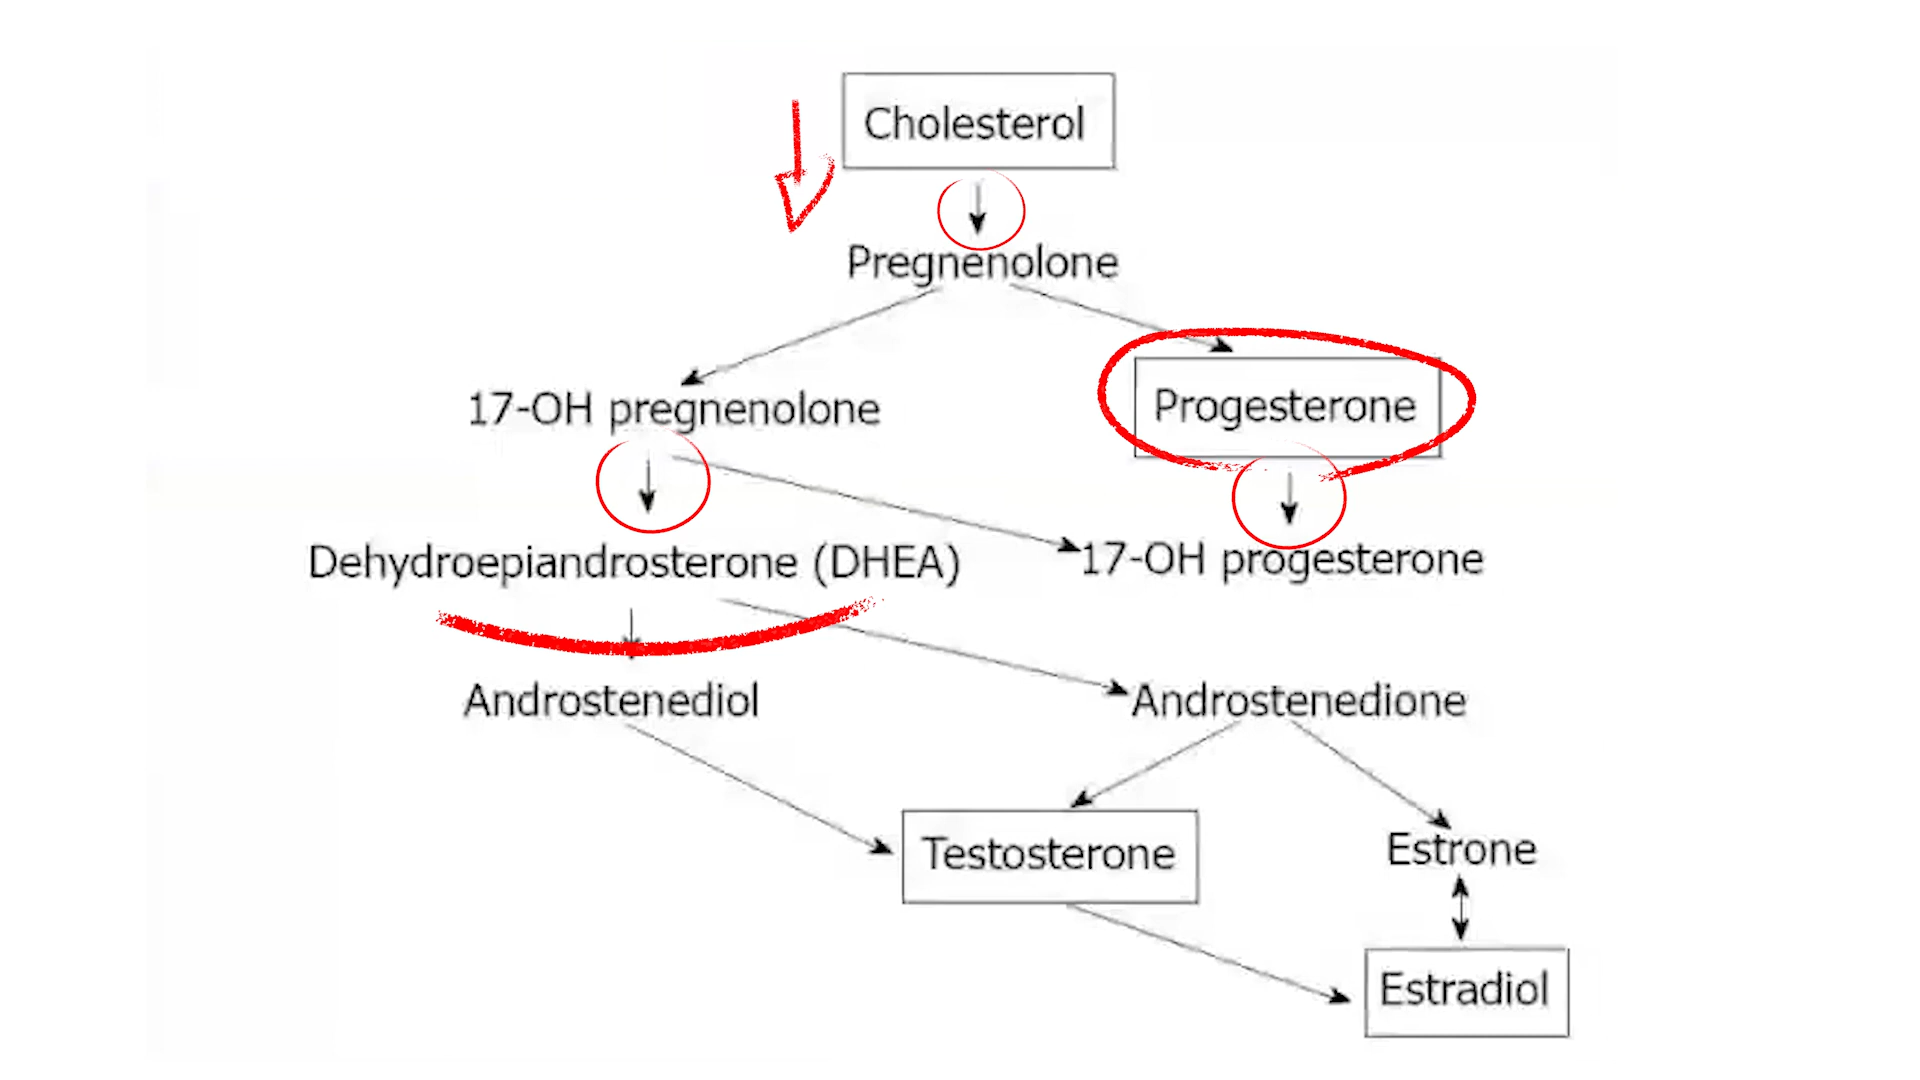 Cholesterol
Pregnenolone
17-OH pregnenolone
Progesterone
Dehydroepiandrosterone (DHEA)
17-OH progesterone
Androstenediol
Androstenedione
Testosterone
Estrone
Estradiol